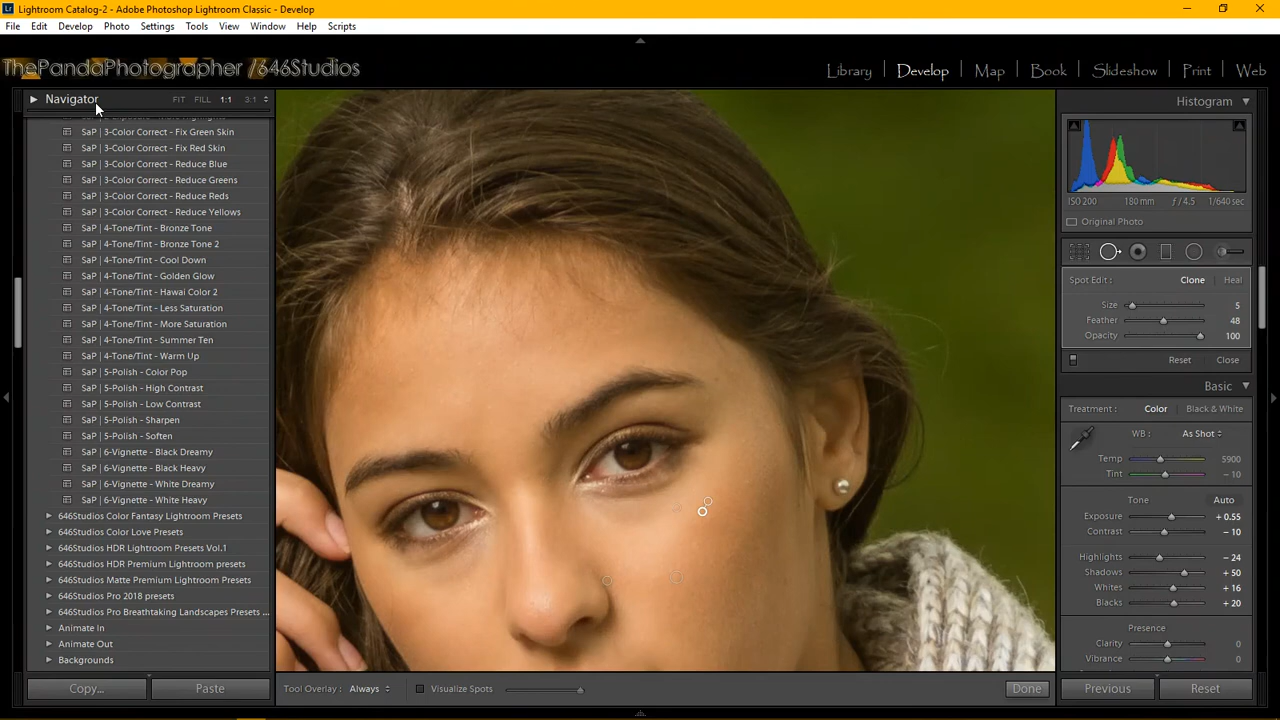 Lightroom Catalog-2 - Adobe Photoshop Lightroom Classic - Develop
File Edit Develop Photo Settings Tools View Window Help Scripts
ThePandaPhotographer /646Studios
Library Develop Map Book Slideshow Print Web
Navigator FIT FILL 1:1 3:1
SaP | 3-Color Correct - Fix Green Skin
SaP | 3-Color Correct - Fix Red Skin
SaP | 3-Color Correct - Reduce Blue
SaP | 3-Color Correct - Reduce Greens
SaP | 3-Color Correct - Reduce Reds
SaP | 3-Color Correct - Reduce Yellows
SaP | 4-Tone/Tint - Bronze Tone
SaP | 4-Tone/Tint - Bronze Tone 2
SaP | 4-Tone/Tint - Cool Down
SaP | 4-Tone/Tint - Golden Glow
SaP | 4-Tone/Tint - Hawai Color 2
SaP | 4-Tone/Tint - Less Saturation
SaP | 4-Tone/Tint - More Saturation
SaP | 4-Tone/Tint - Summer Ten
SaP | 4-Tone/Tint - Warm Up
SaP | 5-Polish - Color Pop
SaP | 5-Polish - High Contrast
SaP | 5-Polish - Low Contrast
SaP | 5-Polish - Sharpen
SaP | 5-Polish - Soften
SaP | 6-Vignette - Black Dreamy
SaP | 6-Vignette - Black Heavy
SaP | 6-Vignette - White Dreamy
SaP | 6-Vignette - White Heavy
646Studios Color Fantasy Lightroom Presets
646Studios Color Love Presets
646Studios HDR Lightroom Presets Vol.1
646Studios HDR Premium presets
646Studios Matte Premium Lightroom Presets
646Studios Pro 2018 presets
646Studios Pro Breathtaking Landscapes Presets ...
Animate In
Animate Out
Backgrounds
Copy... Paste
Tool Overlay: Always Visualize Spots Done
Histogram
ISO 200 180 mm ƒ / 4.5 1/640 sec
Original Photo
Spot Edit : Clone Heal
Size 5
Feather 48
Opacity 100
Reset Close
Basic
Treatment : Color Black & White
WB : As Shot
Temp 5900
Tint - 10
Tone Auto
Exposure + 0.55
Contrast - 10
Highlights - 24
Shadows + 50
Whites + 16
Blacks + 20
Presence
Clarity 0
Vibrance 0
Previous Reset